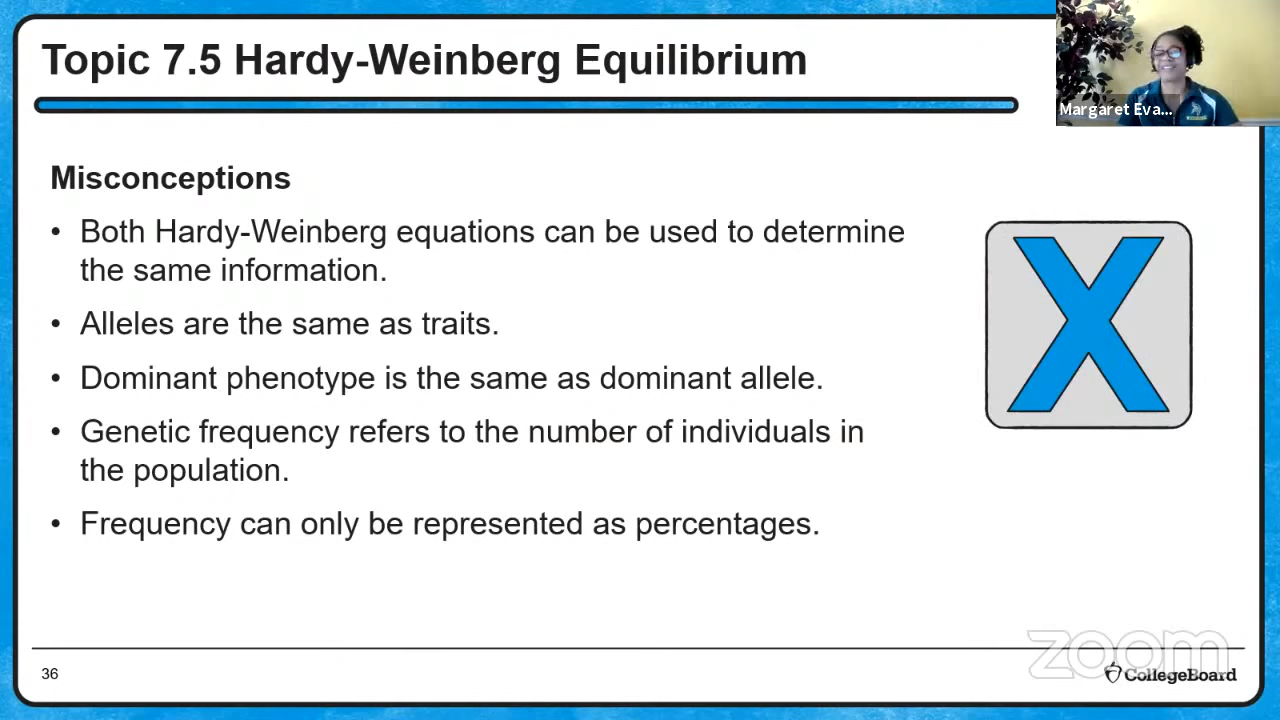 Topic 7.5 Hardy-Weinberg Equilibrium
Margaret Eva...
Misconceptions
• Both Hardy-Weinberg equations can be used to determine
the same information.
• Alleles are the same as traits.
• Dominant phenotype is the same as dominant allele.
• Genetic frequency refers to the number of individuals in
the population.
• Frequency can only be represented as percentages.
X
zoom
36
CollegeBoard